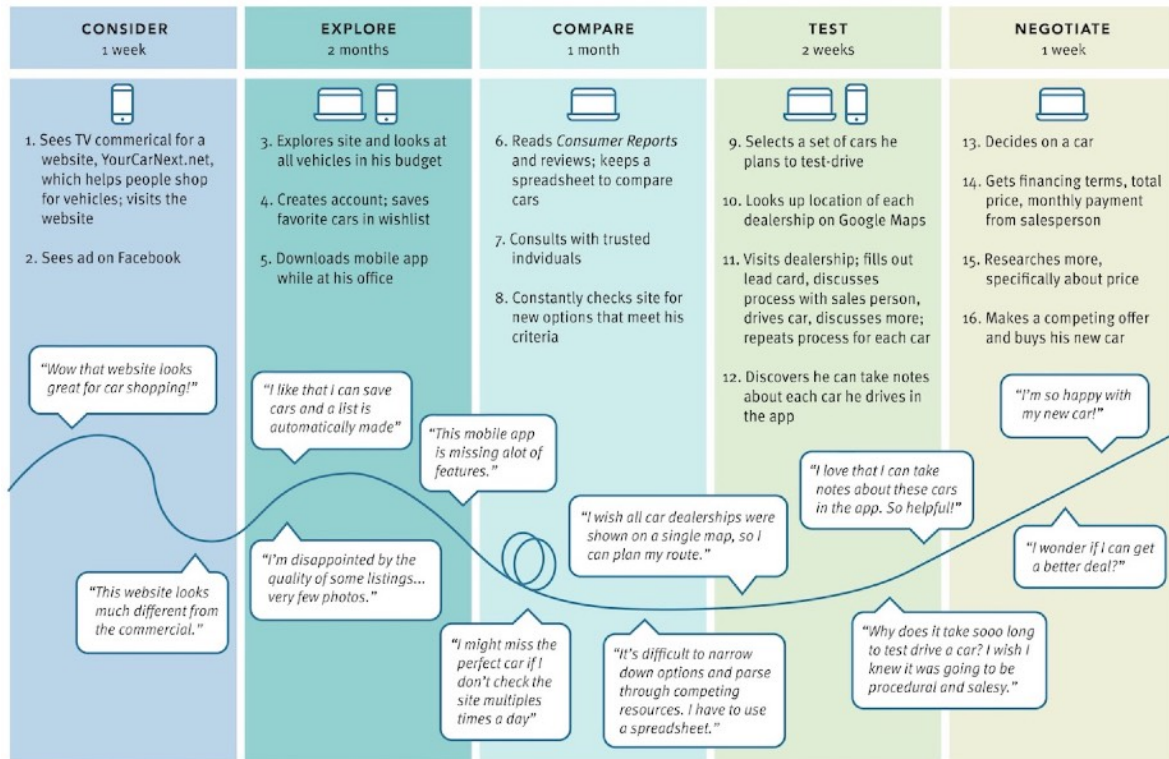 CONSIDER
1 week
EXPLORE
2 months
COMPARE
1 month
TEST
2 weeks
NEGOTIATE
1 week
1. Sees TV commerical for a
website, YourCarNext.net,
which helps people shop
for vehicles; visits the
website
2. Sees ad on Facebook
3. Explores site and looks at
all vehicles in his budget
4. Creates account; saves
favorite cars in wishlist
5. Downloads mobile app
while at his office
6. Reads Consumer Reports
and reviews; keeps a
spreadsheet to compare
cars
7. Consults with trusted
indviduals
8. Constantly checks site for
new options that meet his
criteria
9. Selects a set of cars he
plans to test-drive
10. Looks up location of each
dealership on Google Maps
11. Visits dealership; fills out
lead card, discusses
process with sales person,
drives car, discusses more;
repeats process for each car
12. Discovers he can take notes
about each car he drives in
the app
13. Decides on a car
14. Gets financing terms, total
price, monthly payment
from salesperson
15. Researches more,
specifically about price
16. Makes a competing offer
and buys his new car
"Wow that website looks
great for car shopping!"
"This website looks
much different from
the commercial."
"I like that I can save
cars and a list is
automatically made"
"I'm disappointed by the
quality of some listings...
very few photos."
"This mobile app
is missing alot of
features."
"I might miss the
perfect car if I
don't check the
site multiples
times a day"
"I wish all car dealerships were
shown on a single map, so I
can plan my route."
"It's difficult to narrow
down options and parse
through competing
resources. I have to use
a spreadsheet."
"I love that I can take
notes about these cars
in the app. So helpful!"
"Why does it take sooo long
to test drive a car? I wish I
knew it was going to be
procedural and salesy."
"I'm so happy with
my new car!"
"I wonder if I can get
a better deal?"